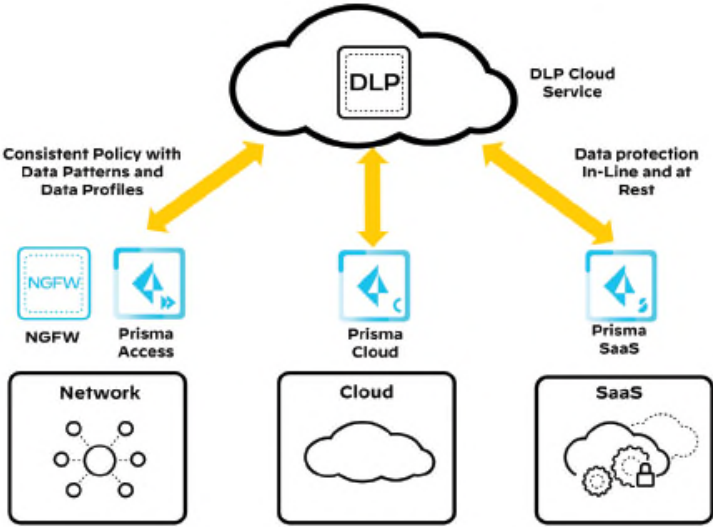 DLP
DLP Cloud
Service
Consistent Policy with
Data Patterns and
Data Profiles
Data protection
In-Line and at
Rest
NGFW
NGFW
Prisma
Access
C
Prisma
Cloud
S
Prisma
SaaS
Network
Cloud
SaaS